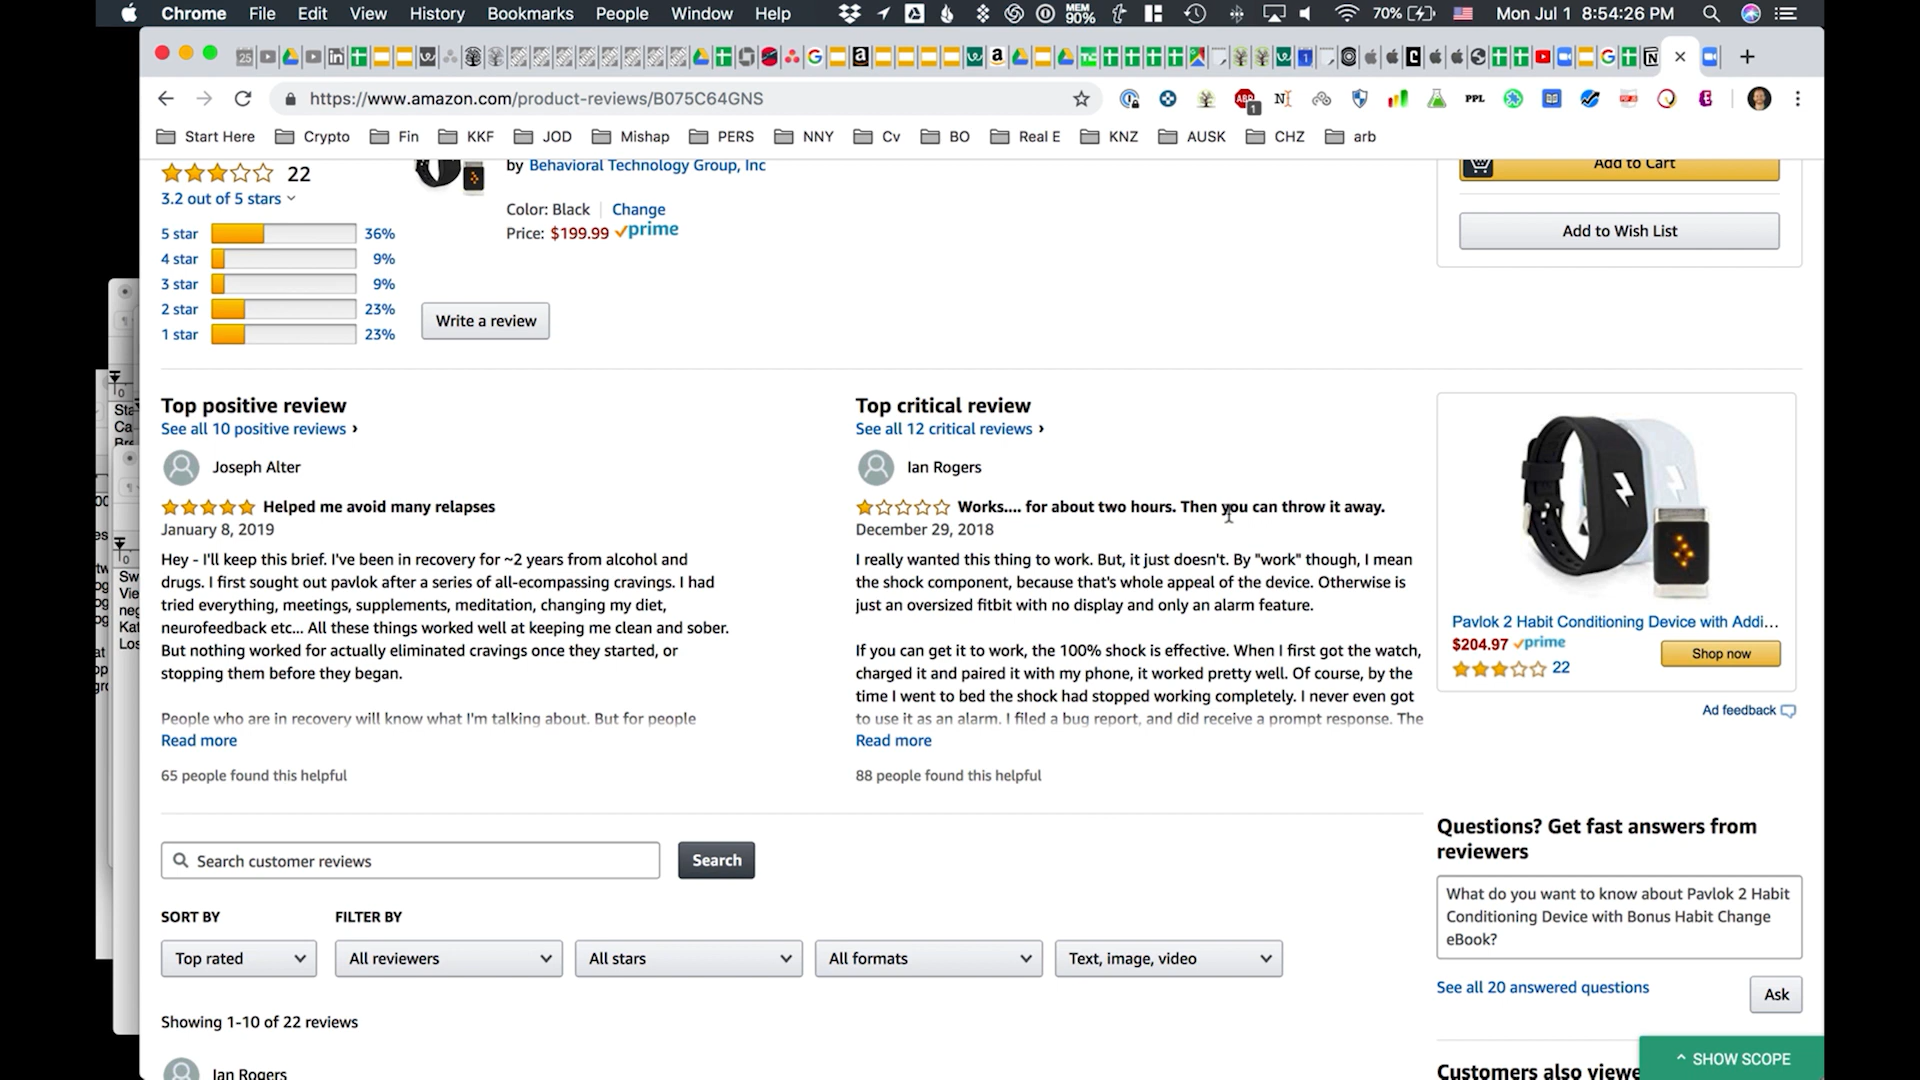 Chrome File Edit View History Bookmarks People Window Help MEM 90% 70% Mon Jul 1 8:54:26 PM
https://www.amazon.com/product-reviews/B075C64GNS
Start Here Crypto Fin KKF JOD Mishap PERS NNY Cv BO Real E KNZ AUSK CHZ arb
22
3.2 out of 5 stars
5 star 36%
4 star 9%
3 star 9%
2 star 23%
1 star 23%
by Behavioral Technology Group, Inc
Color: Black Change
Price: $199.99 prime
Write a review
Add to Cart
Add to Wish List
Top positive review
See all 10 positive reviews
Joseph Alter
Helped me avoid many relapses
January 8, 2019
Hey - I'll keep this brief. I've been in recovery for ~2 years from alcohol and
drugs. I first sought out pavlok after a series of all-ecompassing cravings. I had
tried everything, meetings, supplements, meditation, changing my diet,
neurofeedback etc... All these things worked well at keeping me clean and sober.
But nothing worked for actually eliminated cravings once they started, or
stopping them before they began.
People who are in recovery will know what I'm talking about. But for people
Read more
65 people found this helpful
Top critical review
See all 12 critical reviews
Ian Rogers
Works.... for about two hours. Then you can throw it away.
December 29, 2018
I really wanted this thing to work. But, it just doesn't. By "work" though, I mean
the shock component, because that's whole appeal of the device. Otherwise is
just an oversized fitbit with no display and only an alarm feature.
If you can get it to work, the 100% shock is effective. When I first got the watch,
charged it and paired it with my phone, it worked pretty well. Of course, by the
time I went to bed the shock had stopped working completely. I never even got
to use it as an alarm. I filed a bug report, and did receive a prompt response. The
Read more
88 people found this helpful
Pavlok 2 Habit Conditioning Device with Addi...
$204.97 prime
22
Shop now
Ad feedback
Search customer reviews
Search
SORT BY FILTER BY
Top rated All reviewers All stars All formats Text, image, video
Showing 1-10 of 22 reviews
Ian Rogers
Questions? Get fast answers from
reviewers
What do you want to know about Pavlok 2 Habit
Conditioning Device with Bonus Habit Change
eBook?
See all 20 answered questions
Ask
Customers also viewe
SHOW SCOPE